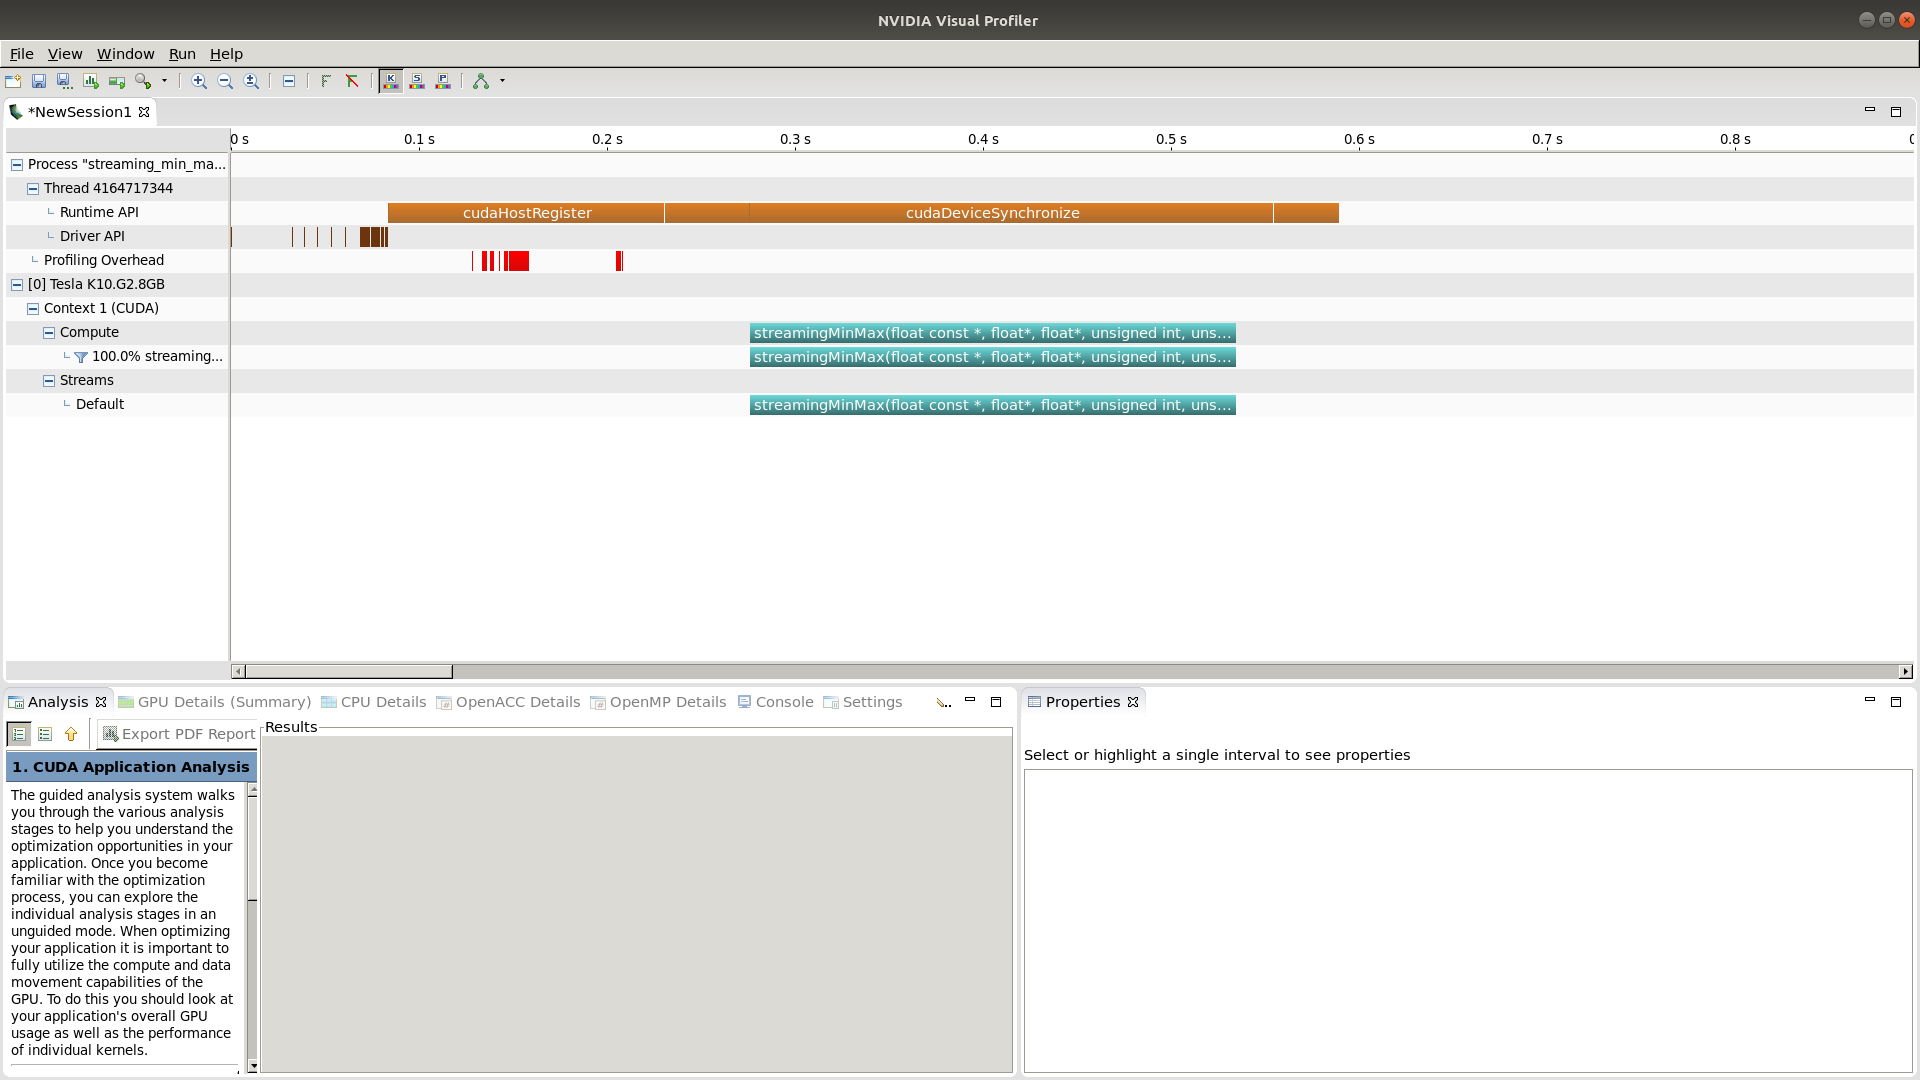 NVIDIA Visual Profiler
File View Window Run Help
*NewSession1
0 s 0.1 s 0.2 s 0.3 s 0.4 s 0.5 s 0.6 s 0.7 s 0.8 s
Process "streaming_min_ma...
Thread 4164717344
Runtime API cudaHostRegister cudaDeviceSynchronize
Driver API
Profiling Overhead
[0] Tesla K10.G2.8GB
Context 1 (CUDA)
Compute streamingMinMax(float const *, float*, float*, unsigned int, uns...
100.0% streaming... streamingMinMax(float const *, float*, float*, unsigned int, uns...
Streams
Default streamingMinMax(float const *, float*, float*, unsigned int, uns...
Analysis GPU Details (Summary) CPU Details OpenACC Details OpenMP Details Console Settings
Export PDF Report
1. CUDA Application Analysis
The guided analysis system walks
you through the various analysis
stages to help you understand the
optimization opportunities in your
application. Once you become
familiar with the optimization
process, you can explore the
individual analysis stages in an
unguided mode. When optimizing
your application it is important to
fully utilize the compute and data
movement capabilities of the
GPU. To do this you should look at
your application's overall GPU
usage as well as the performance
of individual kernels.
Results
Properties
Select or highlight a single interval to see properties